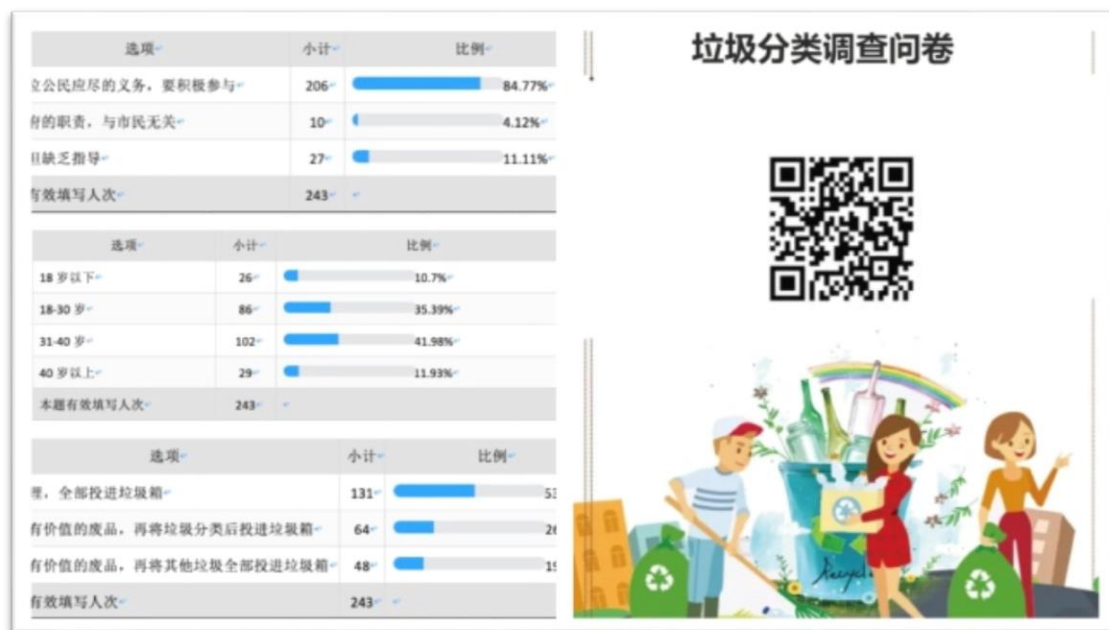 选项 小计 比例
立公民应尽的义务，要积极参与 206 84.77%
府的职责，与市民无关 10 4.12%
但缺乏指导 27 11.11%
有效填写人次 243
选项 小计 比例
18 岁以下 26 10.7%
18-30 岁 86 35.39%
31-40 岁 102 41.98%
40 岁以上 29 11.93%
本题有效填写人次 243
选项 小计 比例
理，全部投进垃圾箱 131 53
有价值的废品，再将垃圾分类后投进垃圾箱 64 26
有价值的废品，再将其他垃圾全部投进垃圾箱 48 19
有效填写人次 243
垃圾分类调查问卷
Recycle